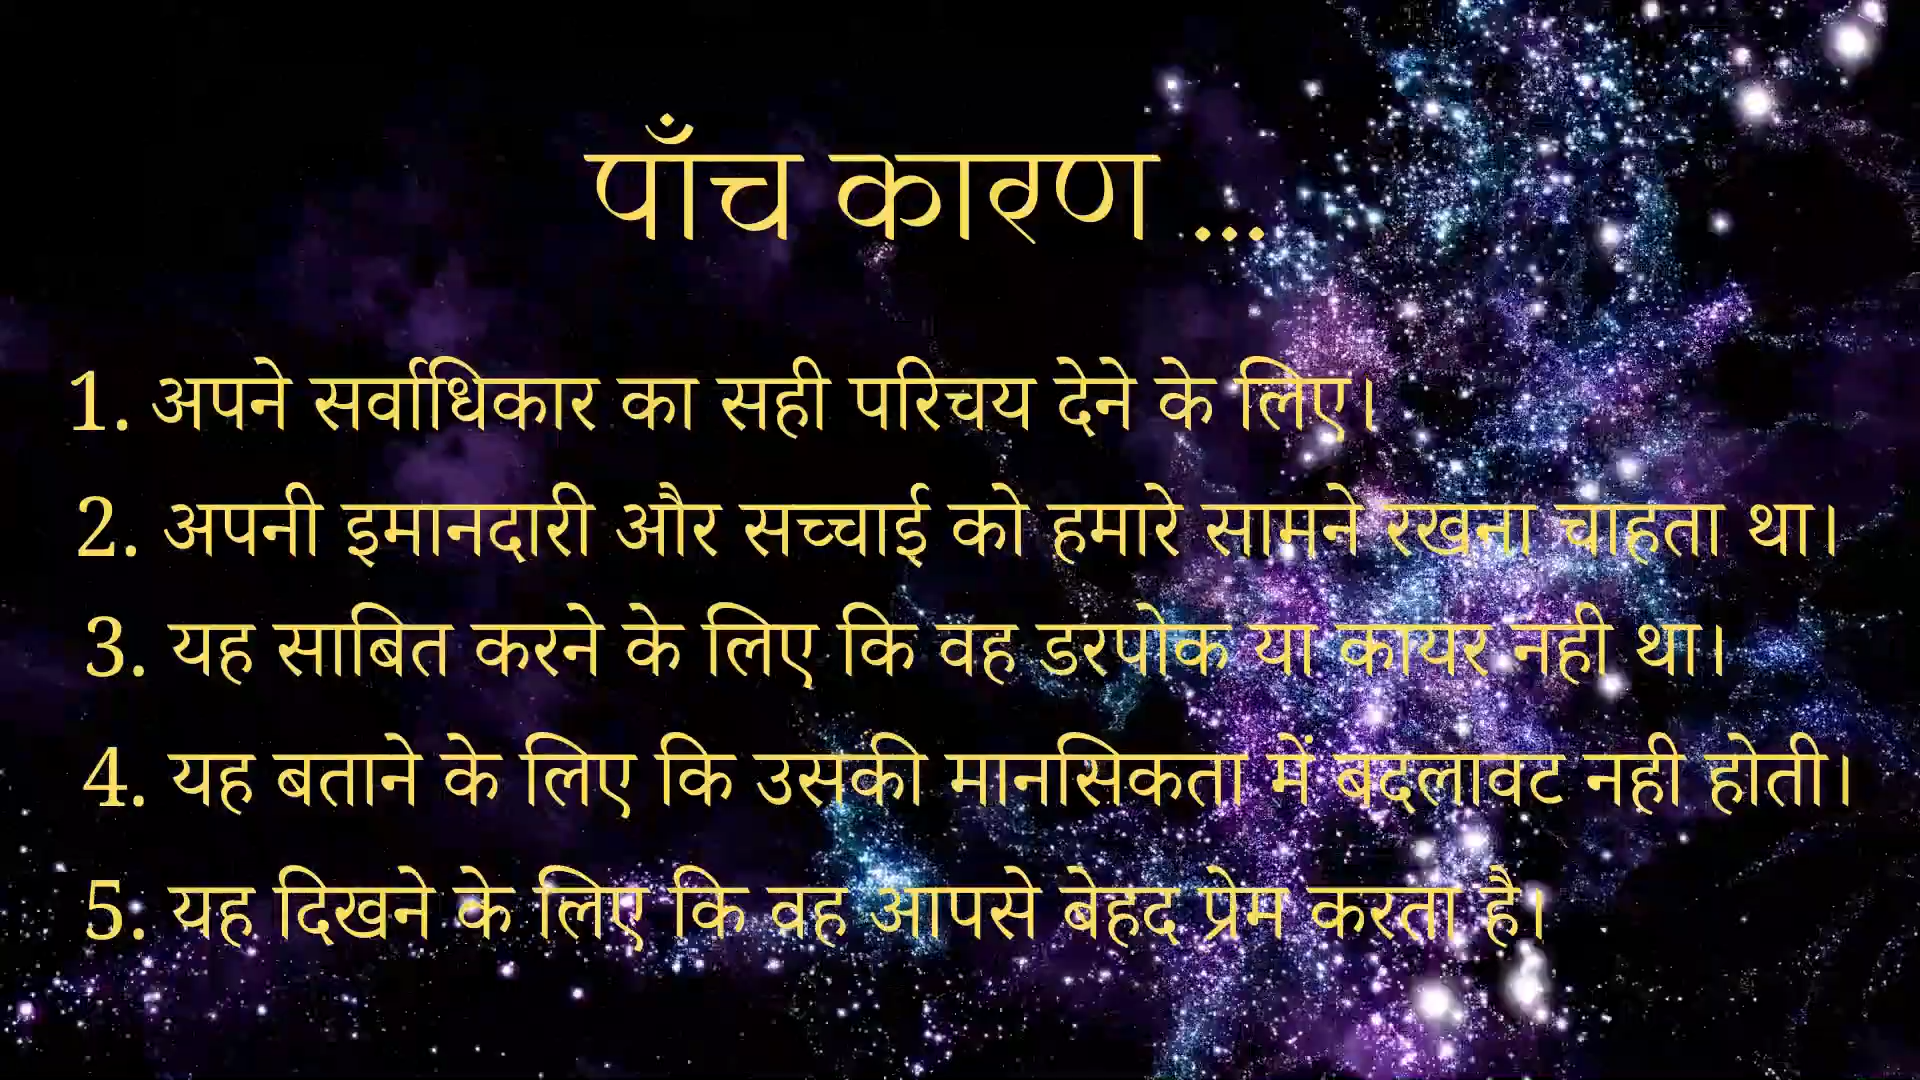 पाँच कारण ...
1. अपने सर्वाधिकार का सही परिचय देने के लिए।
2. अपनी इमानदारी और सच्चाई को हमारे सामने रखना चाहता था।
3. यह साबित करने के लिए कि वह डरपोक या कायर नही था।
4. यह बताने के लिए कि उसकी मानसिकता में बदलावट नही होती।
5. यह दिखने के लिए कि वह आपसे बेहद प्रेम करता है।